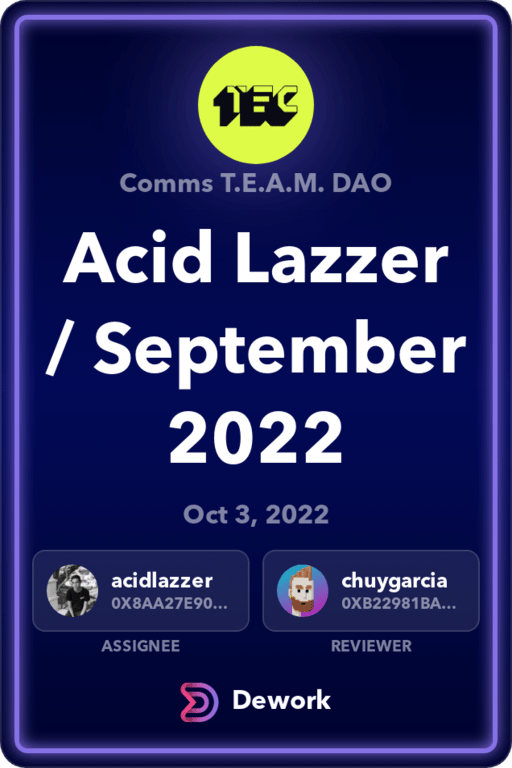 TEC
Comms T.E.A.M. DAO
Acid Lazzer
/ September
2022
Oct 3, 2022
acidlazzer
0X8AA27E90...
ASSIGNEE
chuygarcia
0XB22981BA...
REVIEWER
Dework